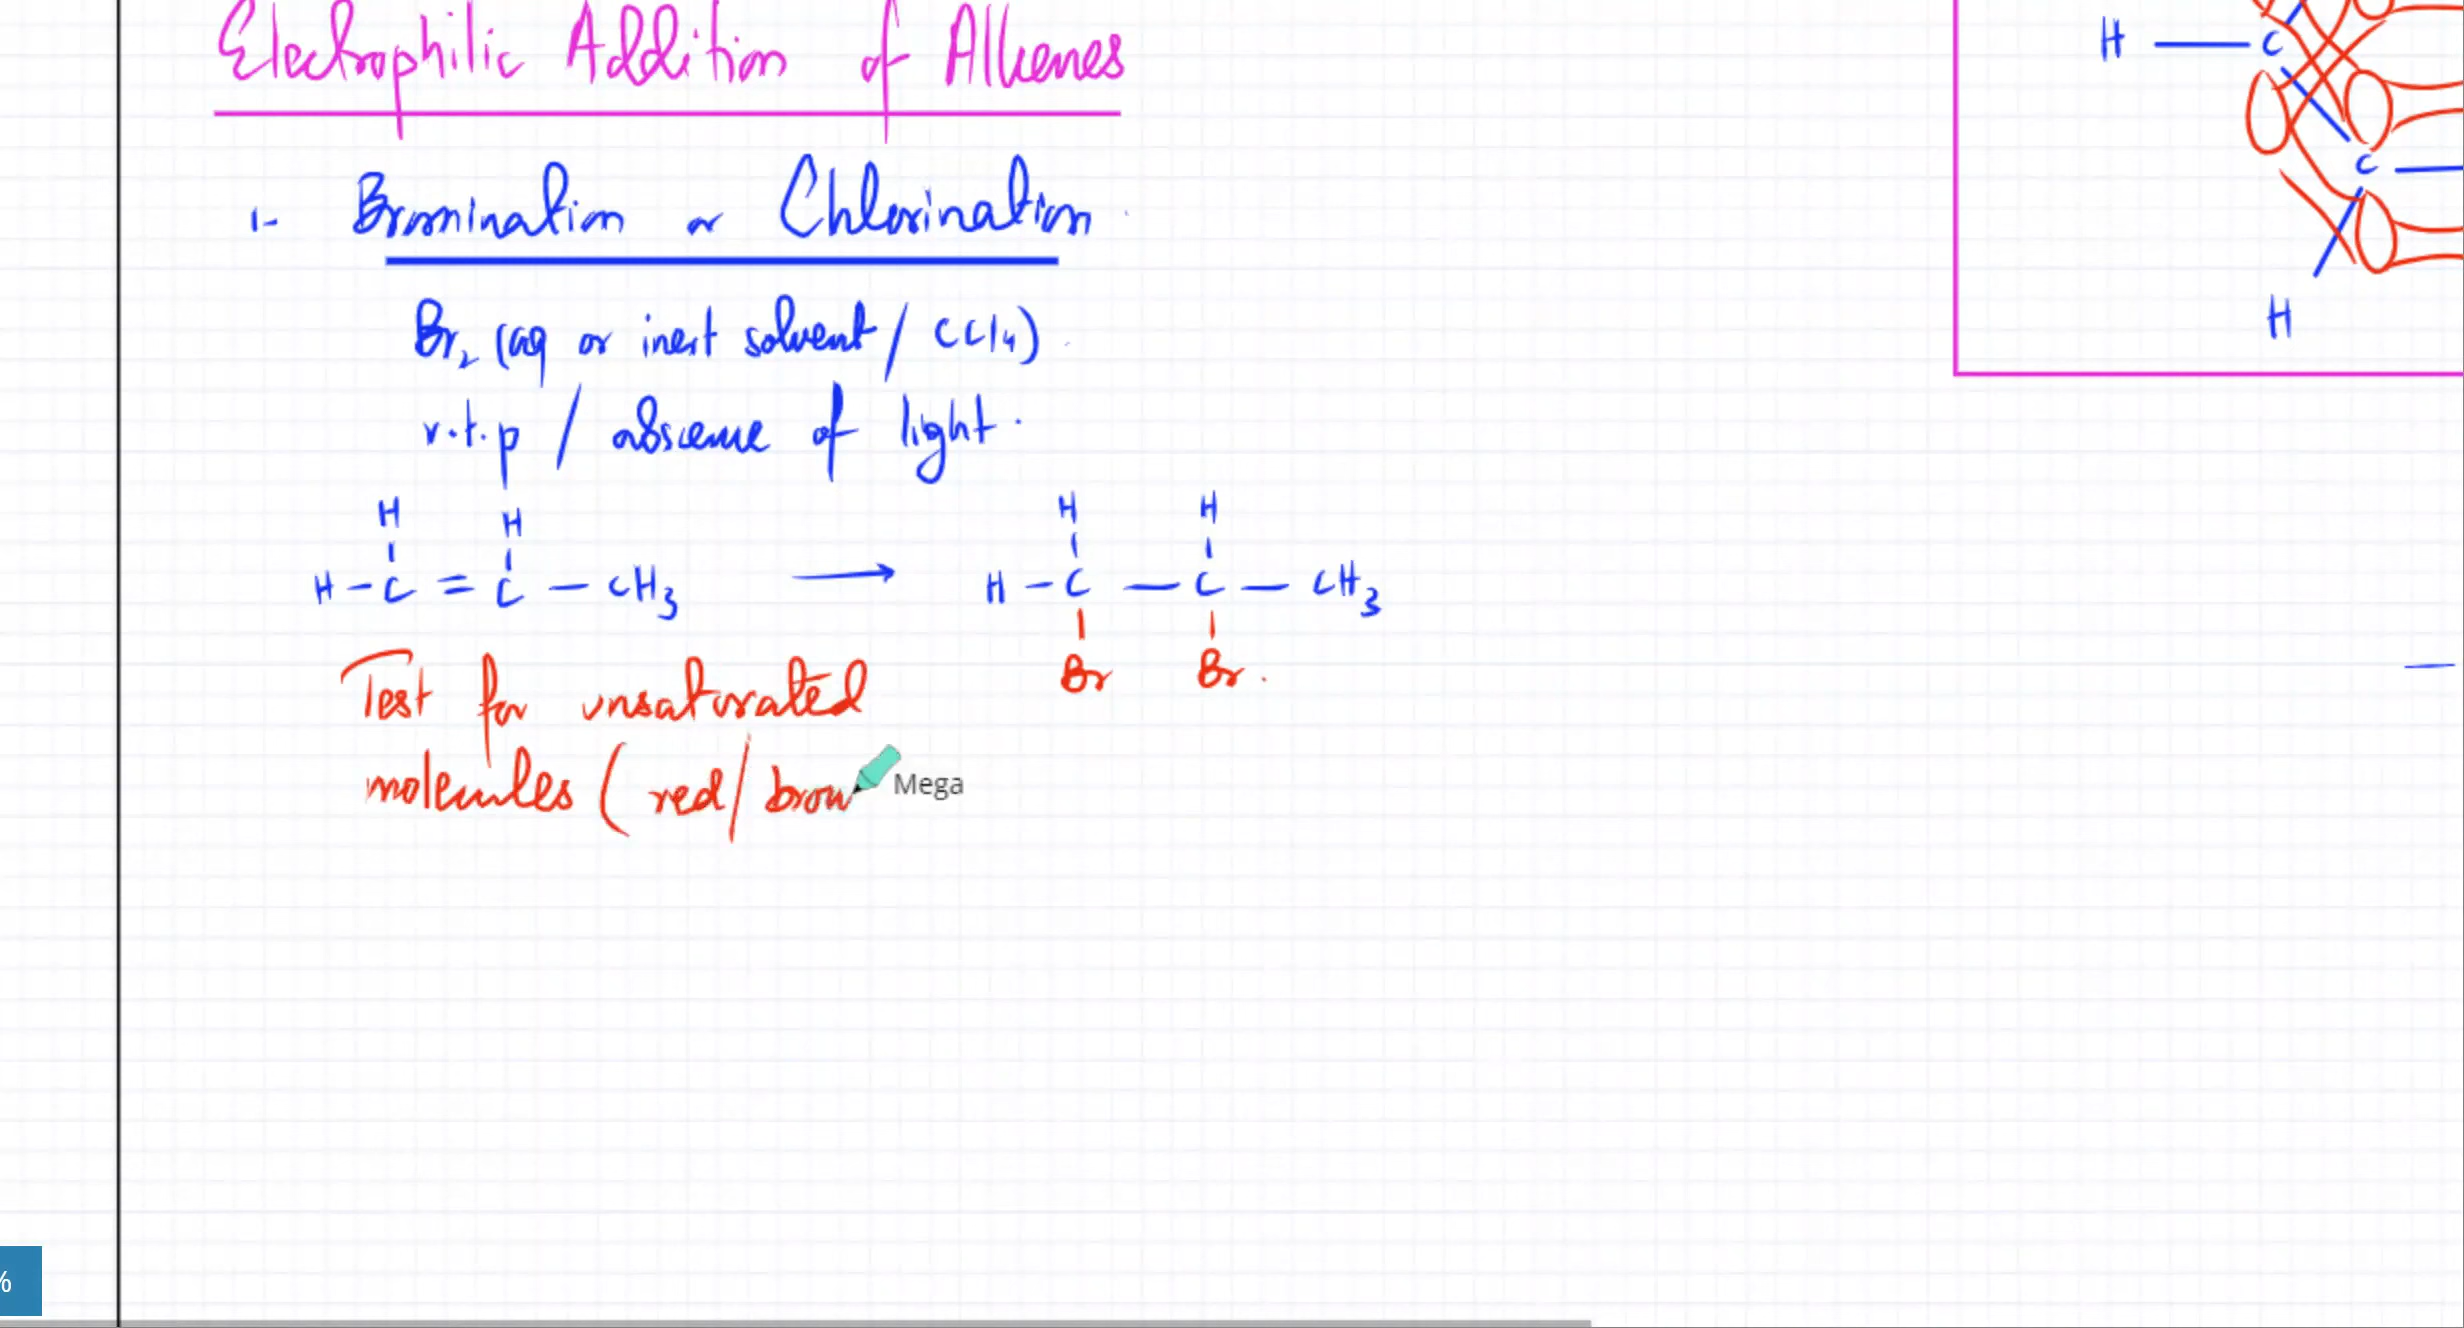 Electrophilic Addition of Alkenes
1- Bromination or Chlorination.
Br₂ (aq or inert solvent / CCl₄).
r.t.p / absence of light.
H H
H - C = C - CH₃
H H
H - C - C - CH₃
Br Br.
Test for unsaturated
molecules ( red/ brow
Mega
H - C
C -
H
%